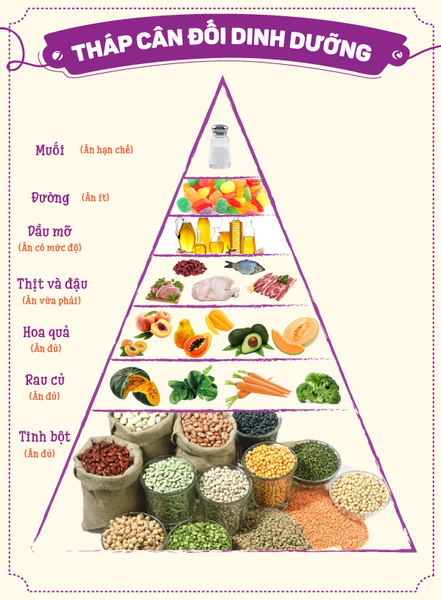 THÁP CÂN ĐỐI DINH DƯỠNG
Muối (Ăn hạn chế)
Đường (Ăn ít)
Dầu mỡ
(Ăn có mức độ)
Thịt và đậu
(Ăn vừa phải)
Hoa quả
(Ăn đủ)
Rau củ
(Ăn đủ)
Tinh bột
(Ăn đủ)